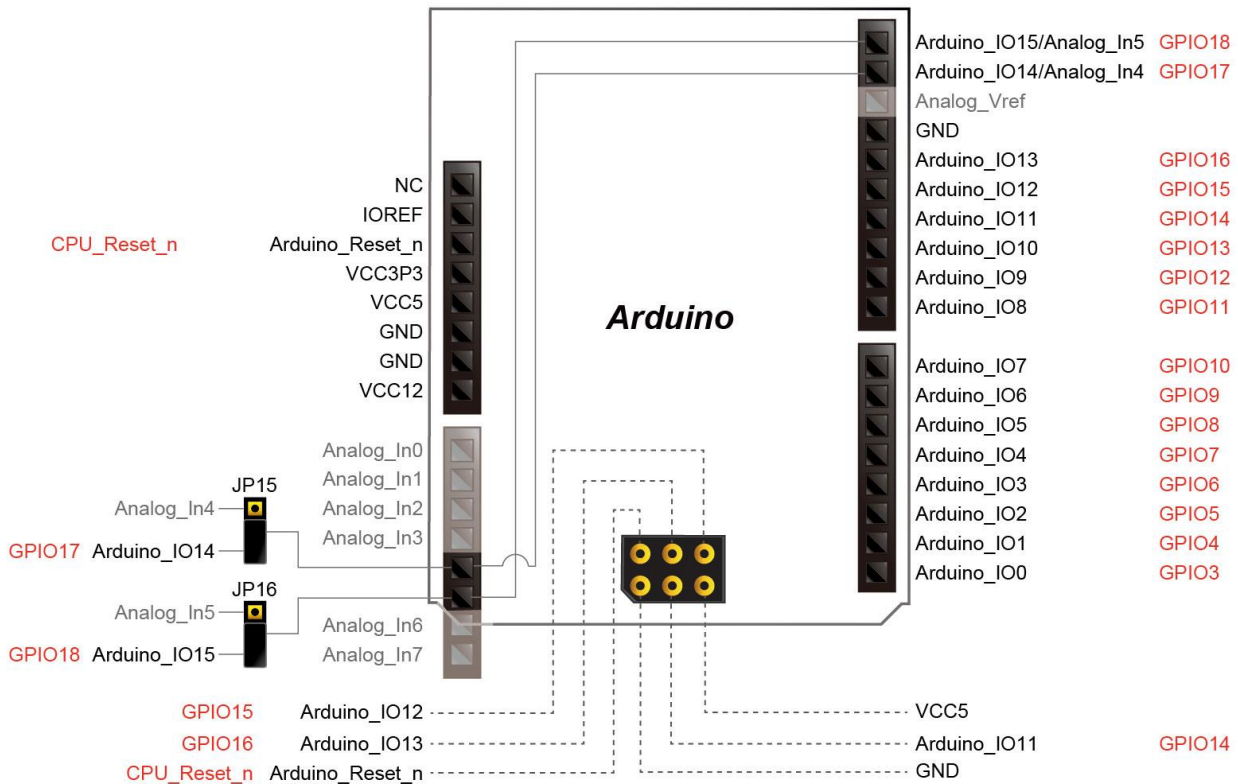 Arduino_IO15/Analog_In5 GPIO18
Arduino_IO14/Analog_In4 GPIO17
Analog_Vref
GND
Arduino_IO13 GPIO16
Arduino_IO12 GPIO15
Arduino_IO11 GPIO14
Arduino_IO10 GPIO13
Arduino_IO9 GPIO12
Arduino_IO8 GPIO11
NC
IOREF
CPU_Reset_n Arduino_Reset_n
VCC3P3
VCC5
GND
GND
VCC12
Arduino
Arduino_IO7 GPIO10
Arduino_IO6 GPIO9
Arduino_IO5 GPIO8
Arduino_IO4 GPIO7
Arduino_IO3 GPIO6
Arduino_IO2 GPIO5
Arduino_IO1 GPIO4
Arduino_IO0 GPIO3
Analog_In0
Analog_In1
Analog_In2
Analog_In3
JP15
Analog_In4
GPIO17 Arduino_IO14
JP16
Analog_In5
GPIO18 Arduino_IO15
Analog_In6
Analog_In7
GPIO15 Arduino_IO12
GPIO16 Arduino_IO13
CPU_Reset_n Arduino_Reset_n
VCC5
Arduino_IO11 GPIO14
GND